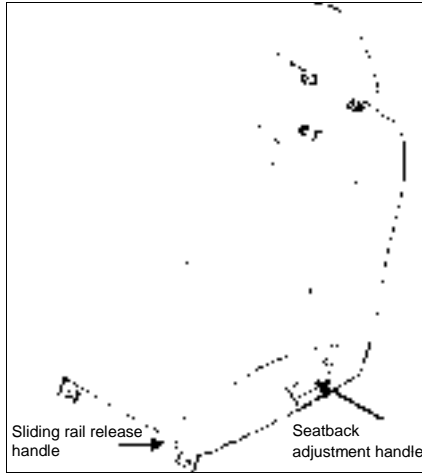 Sliding rail release
handle
Seatback
adjustment handle